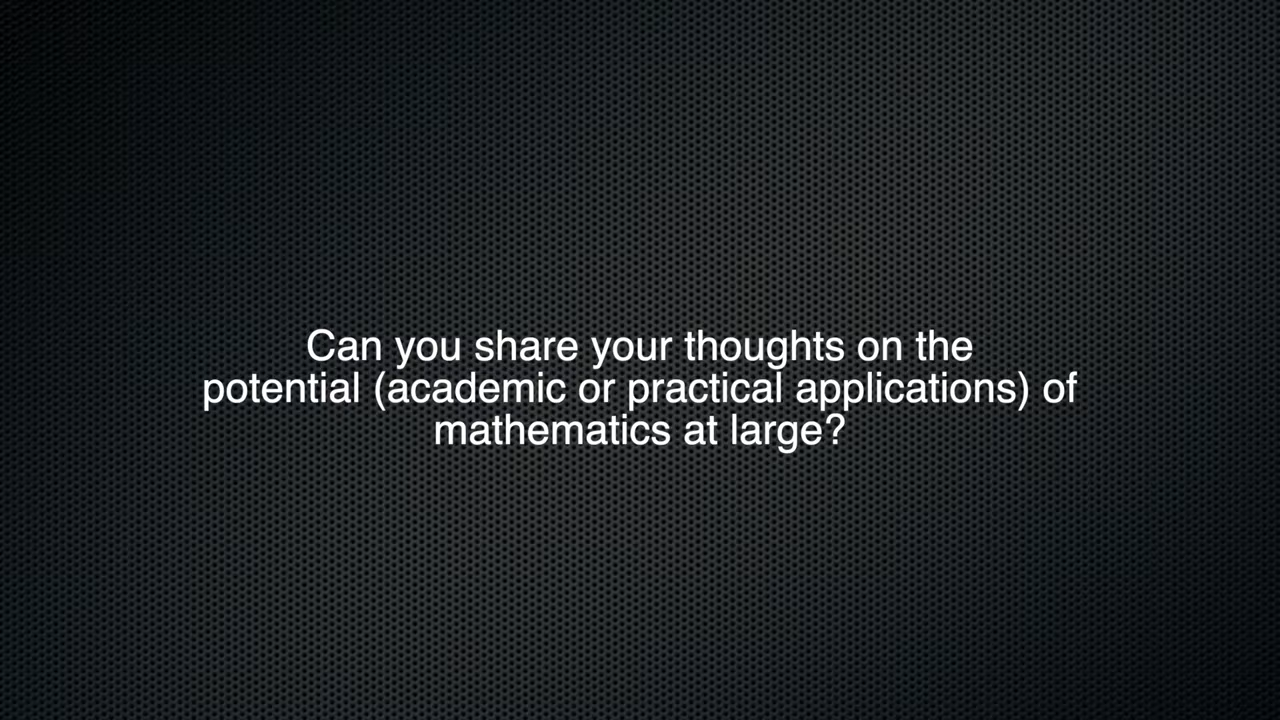 Can you share your thoughts on the
potential (academic or practical applications) of
mathematics at large?